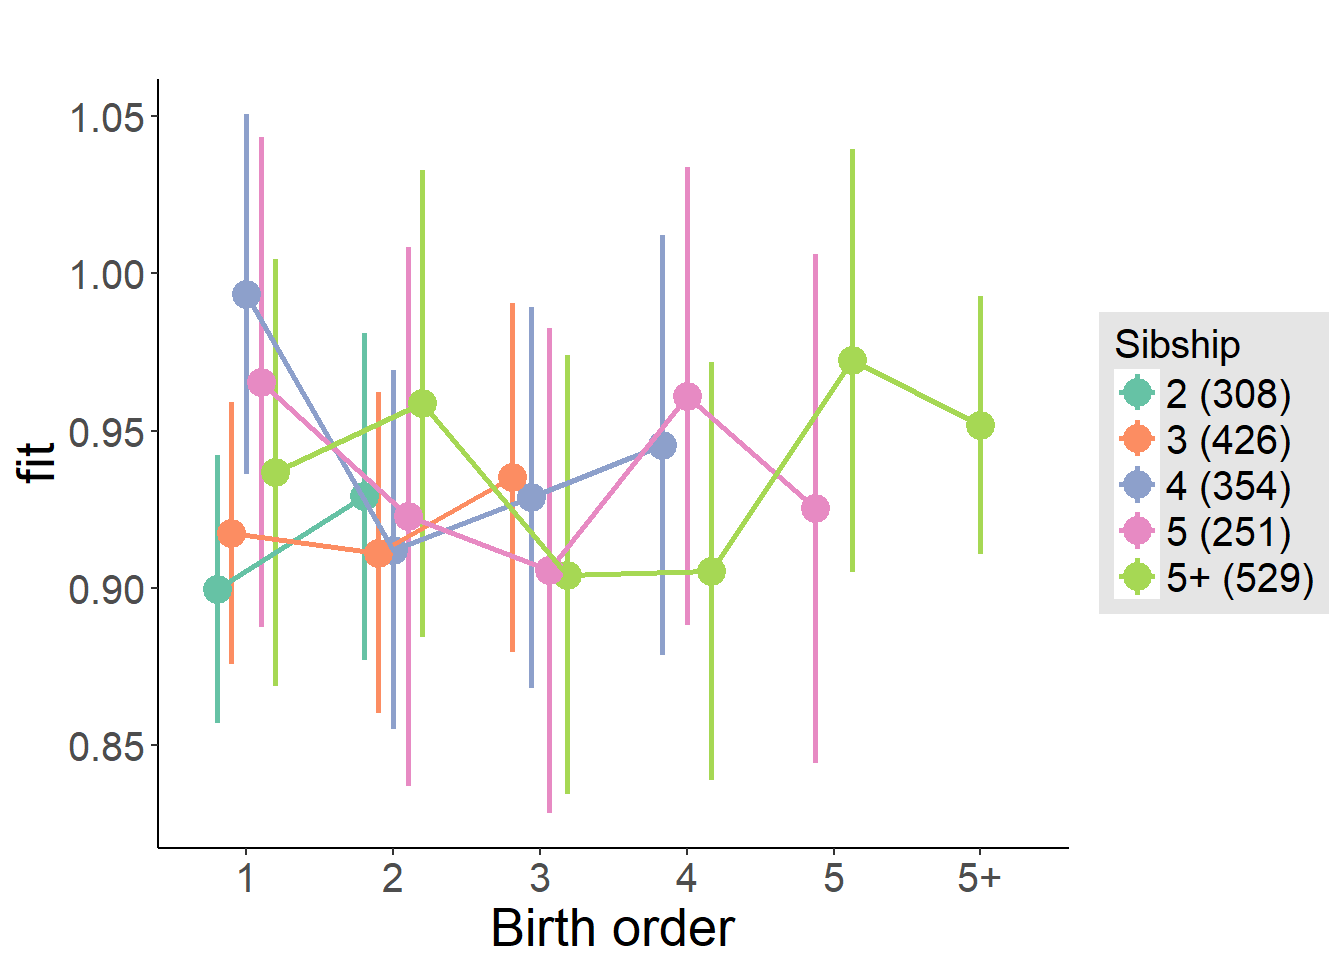 1.05
1.00
0.95
0.90
0.85
fit
1 2 3 4 5 5+
Birth order
Sibship
2 (308)
3 (426)
4 (354)
5 (251)
5+ (529)